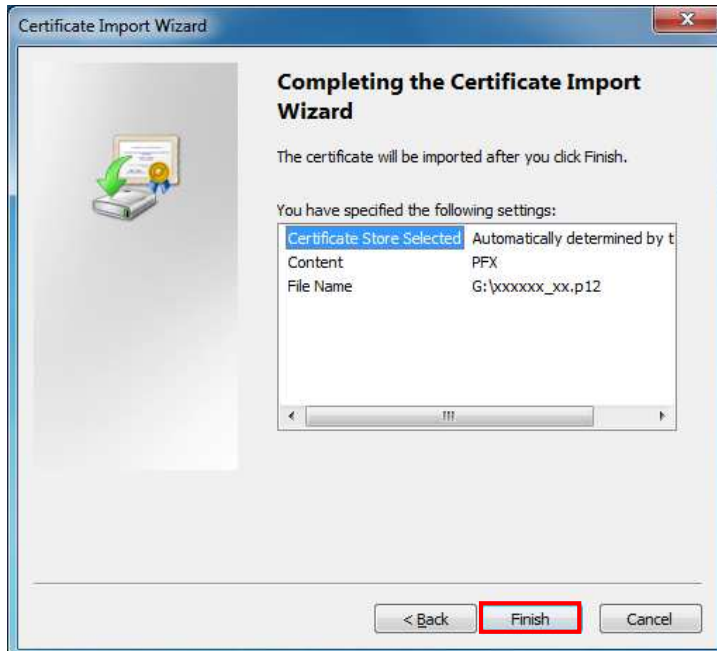 Certificate Import Wizard
Completing the Certificate Import
Wizard
The certificate will be imported after you click Finish.
You have specified the following settings:
Certificate Store Selected Automatically determined by t
Content PFX
File Name G:\xxxxxx_xx.p12
< Back Finish Cancel